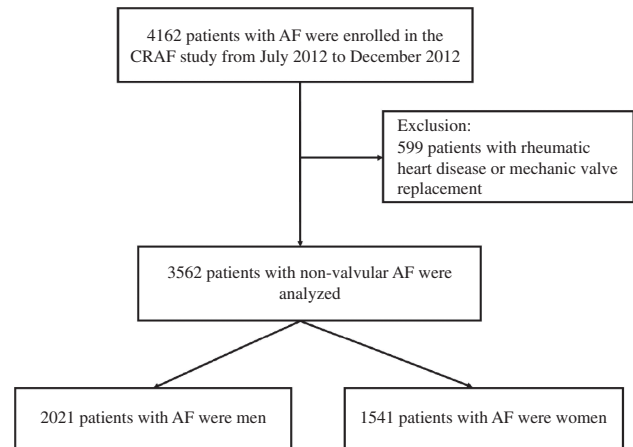 4162 patients with AF were enrolled in the
CRAF study from July 2012 to December 2012
Exclusion:
599 patients with rheumatic
heart disease or mechanic valve
replacement
3562 patients with non-valvular AF were
analyzed
2021 patients with AF were men
1541 patients with AF were women